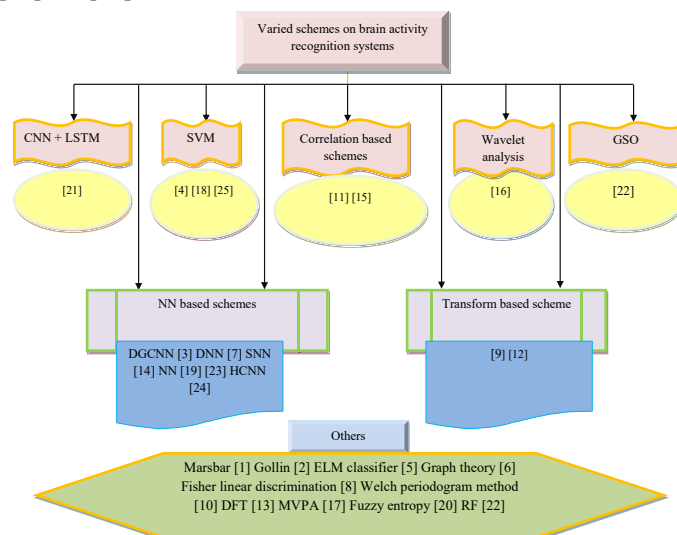 Varied schemes on brain activity
recognition systems
CNN + LSTM
SVM
Correlation based
schemes
Wavelet
analysis
GSO
[21]
[4] [18] [25]
[11] [15]
[16]
[22]
NN based schemes
Transform based scheme
DGCNN [3] DNN [7] SNN
[14] NN [19] [23] HCNN
[24]
[9] [12]
Others
Marsbar [1] Gollin [2] ELM classifier [5] Graph theory [6]
Fisher linear discrimination [8] Welch periodogram method
[10] DFT [13] MVPA [17] Fuzzy entropy [20] RF [22]